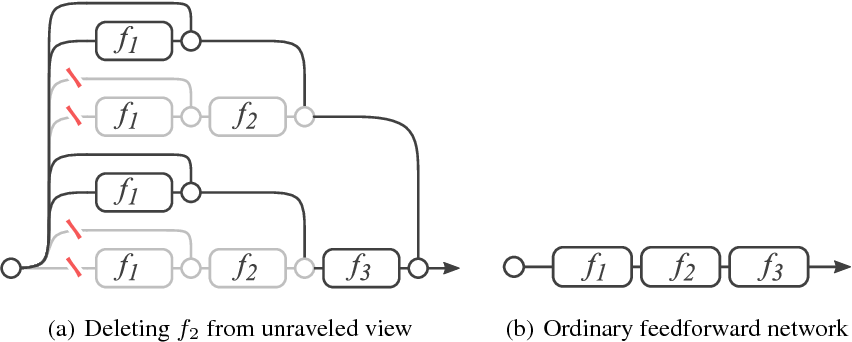 f1
f1 f2
f1
f1 f2 f3
f1 f2 f3
(a) Deleting f2 from unraveled view
(b) Ordinary feedforward network